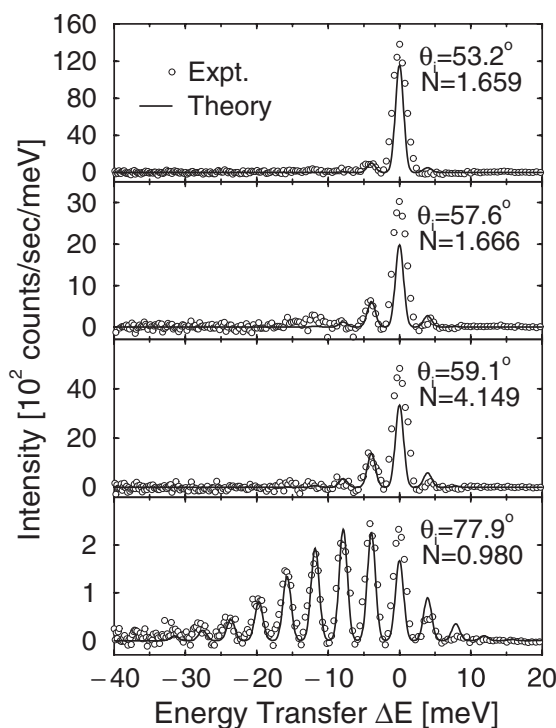 160
120
80
40
0
Expt.
Theory
θi=53.2°
N=1.659
30
20
10
0
θi=57.6°
N=1.666
40
20
0
θi=59.1°
N=4.149
2
1
0
θi=77.9°
N=0.980
Intensity [10² counts/sec/meV]
−40 −30 −20 −10 0 10 20
Energy Transfer ΔE [meV]